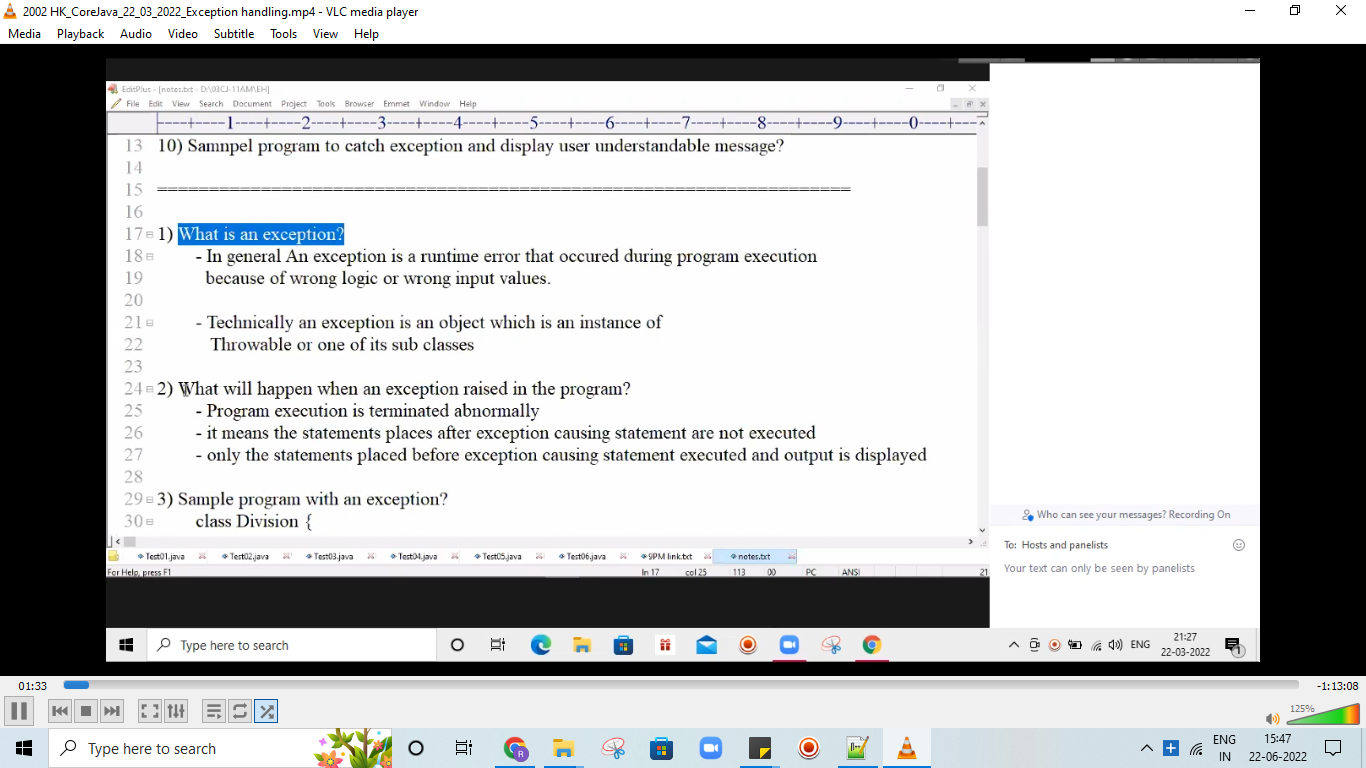 2002 HK_CoreJava_22_03_2022_Exception handling.mp4 - VLC media player
Media Playback Audio Video Subtitle Tools View Help
EditPlus - [notes.txt - D:\03CJ-11AM\EH]
File Edit View Search Document Project Tools Browser Emmet Window Help
----+----1----+----2----+----3----+----4----+----5----+----6----+----7----+----8----+----9----+----0----+---
13 10) Samnpel program to catch exception and display user understandable message?
14
15 ===================================================================
16
17 1) What is an exception?
18 - In general An exception is a runtime error that occured during program execution
19 because of wrong logic or wrong input values.
20
21 - Technically an exception is an object which is an instance of
22 Throwable or one of its sub classes
23
24 2) What will happen when an exception raised in the program?
25 - Program execution is terminated abnormally
26 - it means the statements places after exception causing statement are not executed
27 - only the statements placed before exception causing statement executed and output is displayed
28
29 3) Sample program with an exception?
30 class Division {
Test01.java Test02.java Test03.java Test04.java Test05.java Test06.java 9PM link.txt notes.txt
For Help, press F1 ln 17 col 25 113 00 PC ANSI 21
Who can see your messages? Recording On
To: Hosts and panelists
Your text can only be seen by panelists
Type here to search
ENG
21:27
22-03-2022
1
01:33
-1:13:08
125%
Type here to search
R
ENG
IN
15:47
22-06-2022